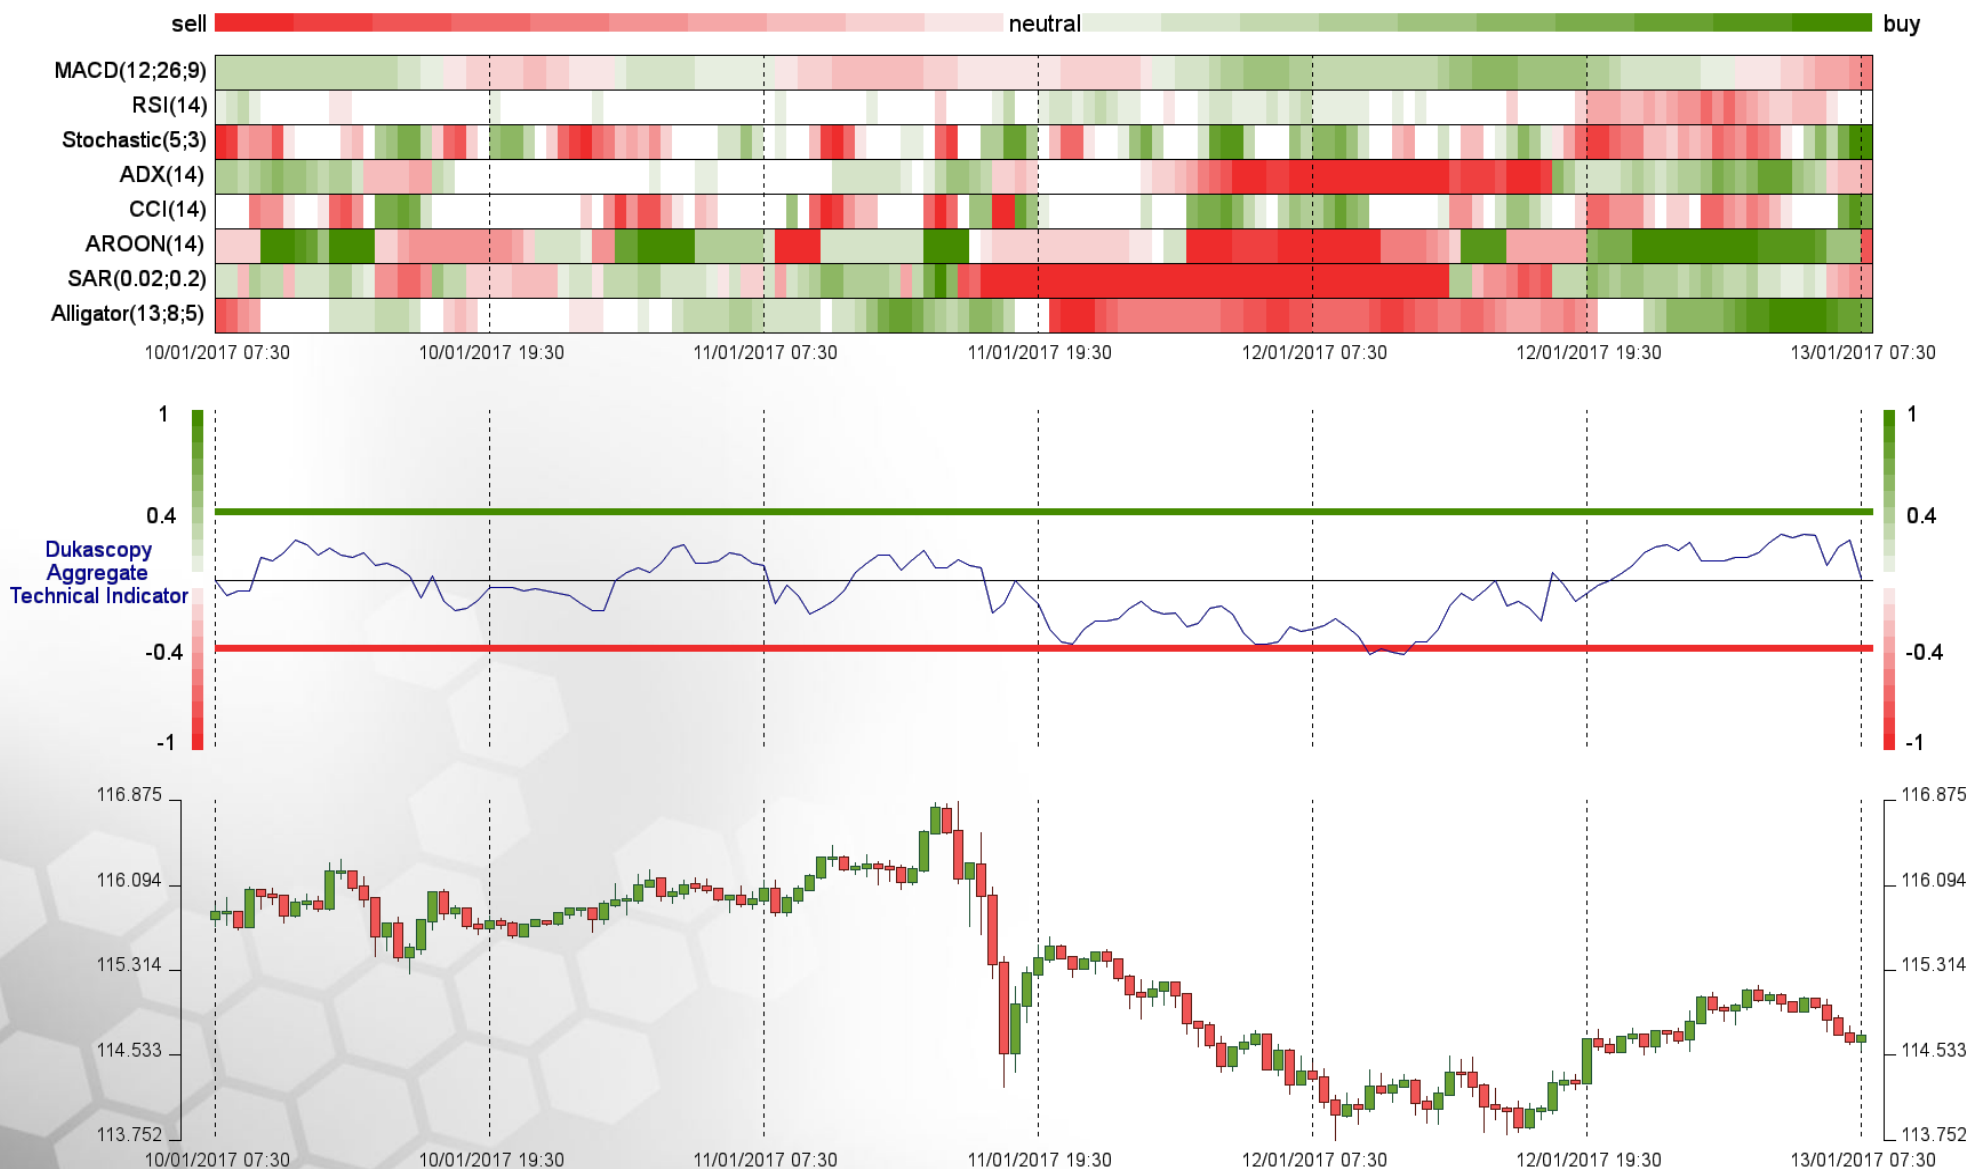 sell neutral buy
MACD(12;26;9)
RSI(14)
Stochastic(5;3)
ADX(14)
CCI(14)
AROON(14)
SAR(0.02;0.2)
Alligator(13;8;5)
10/01/2017 07:30 10/01/2017 19:30 11/01/2017 07:30 11/01/2017 19:30 12/01/2017 07:30 12/01/2017 19:30 13/01/2017 07:30
1 1
0.4 0.4
Dukascopy
Aggregate
Technical Indicator
-0.4 -0.4
-1 -1
116.875 116.875
116.094 116.094
115.314 115.314
114.533 114.533
113.752 113.752
10/01/2017 07:30 10/01/2017 19:30 11/01/2017 07:30 11/01/2017 19:30 12/01/2017 07:30 12/01/2017 19:30 13/01/2017 07:30